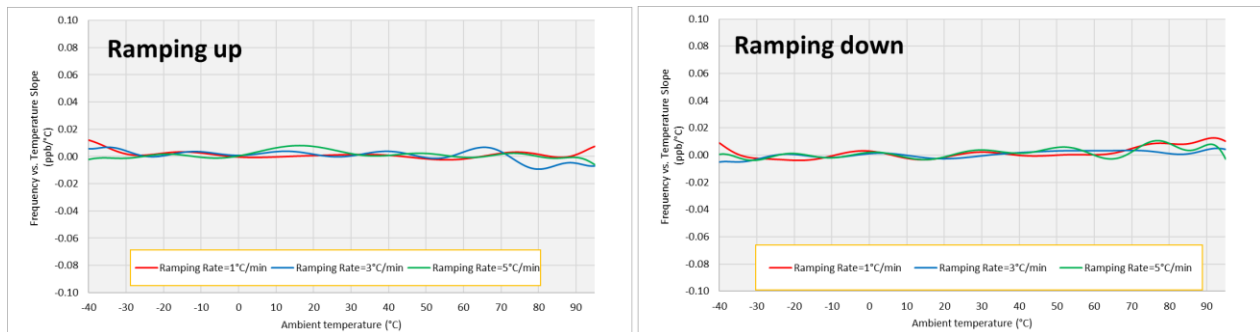 Ramping up
0.10
0.08
0.06
0.04
0.02
0.00
-0.02
-0.04
-0.06
-0.08
-0.10
Frequency vs. Temperature Slope
(ppb/°C)
Ramping Rate=1°C/min Ramping Rate=3°C/min Ramping Rate=5°C/min
-40 -30 -20 -10 0 10 20 30 40 50 60 70 80 90
Ambient temperature (°C)
Ramping down
0.10
0.08
0.06
0.04
0.02
0.00
-0.02
-0.04
-0.06
-0.08
-0.10
Frequency vs. Temperature Slope
(ppb/°C)
Ramping Rate=1°C/min Ramping Rate=3°C/min Ramping Rate=5°C/min
-40 -30 -20 -10 0 10 20 30 40 50 60 70 80 90
Ambient temperature (°C)